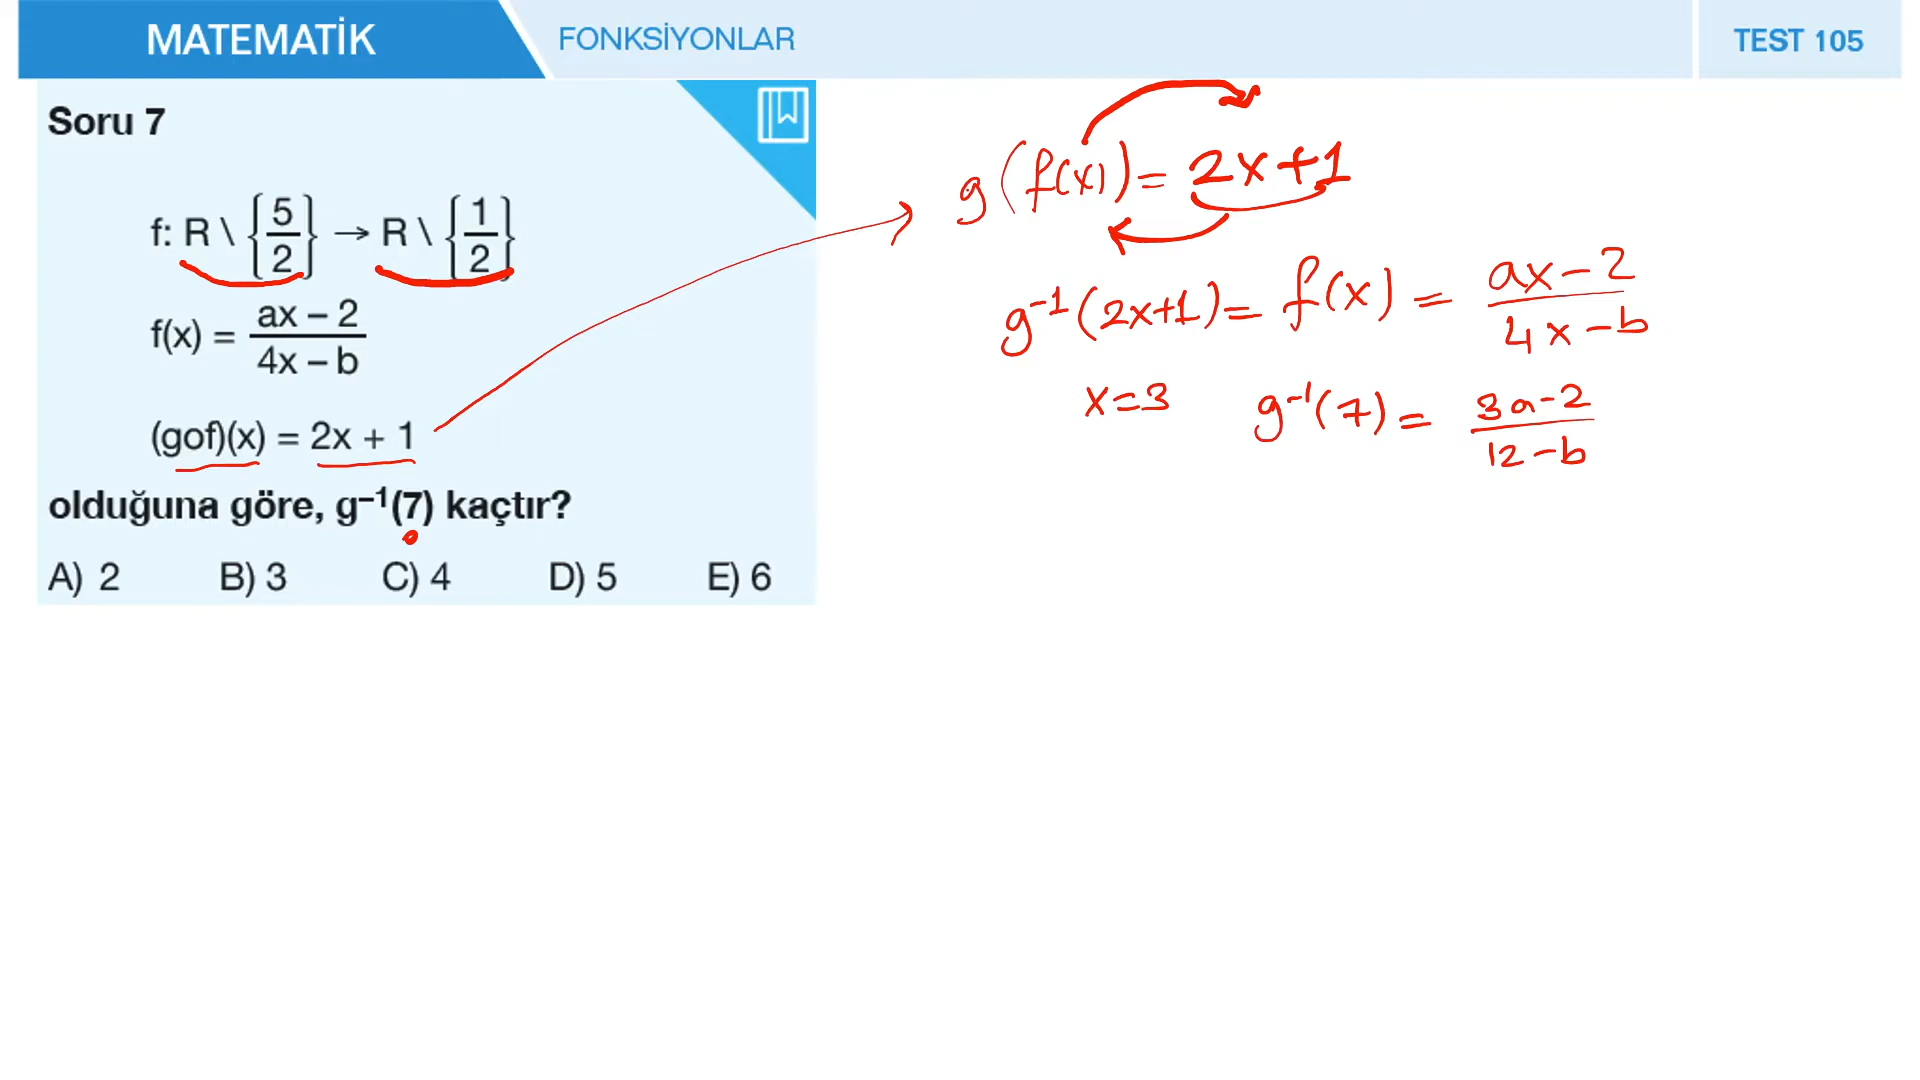 MATEMATİK
FONKSİYONLAR
TEST 105
Soru 7
f: R \ {5/2} → R \ {1/2}
f(x) = (ax – 2)/(4x – b)
(gof)(x) = 2x + 1
olduğuna göre, g⁻¹(7) kaçtır?
A) 2 B) 3 C) 4 D) 5 E) 6
g(f(x)) = 2x+1
g⁻¹(2x+1) = f(x) = (ax-2)/(4x-b)
x=3 g⁻¹(7) = (3a-2)/(12-b)